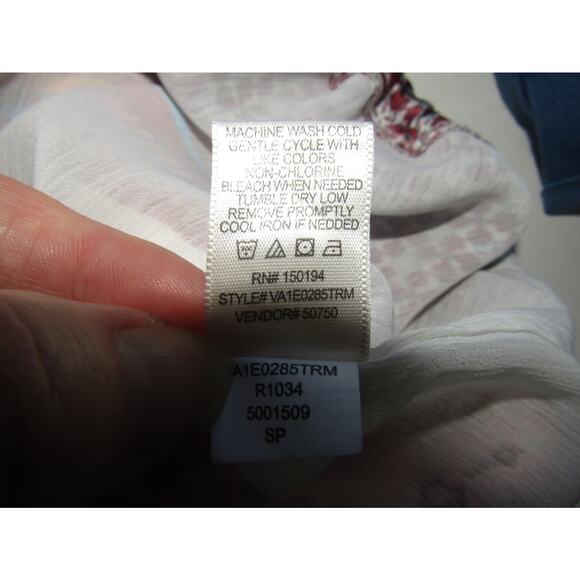 MACHINE WASH COLD
GENTLE CYCLE WITH
LIKE COLORS
NON-CHLORINE
BLEACH WHEN NEEDED
TUMBLE DRY LOW
REMOVE PROMPTLY
COOL IRON IF NEDDED
RN# 150194
STYLE# VA1E0285TRM
VENDOR# 50750
A1E0285TRM
R1034
5001509
SP